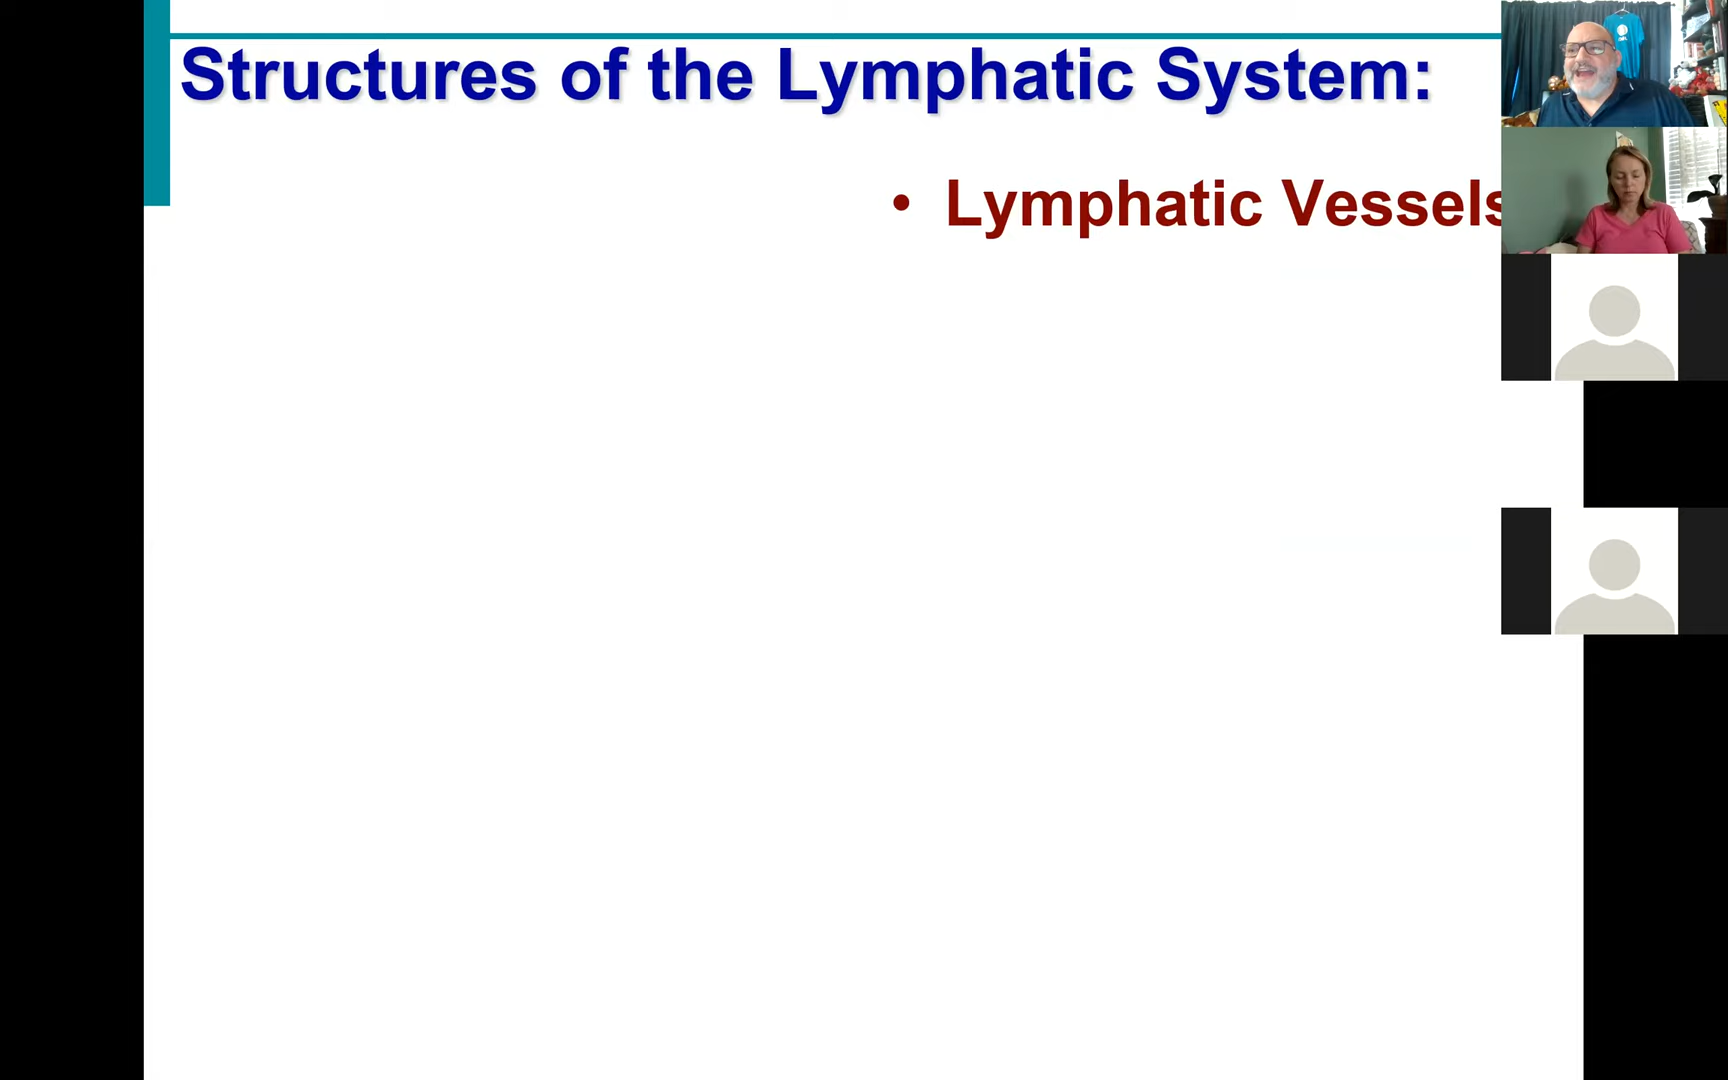 Structures of the Lymphatic System:
• Lymphatic Vessels